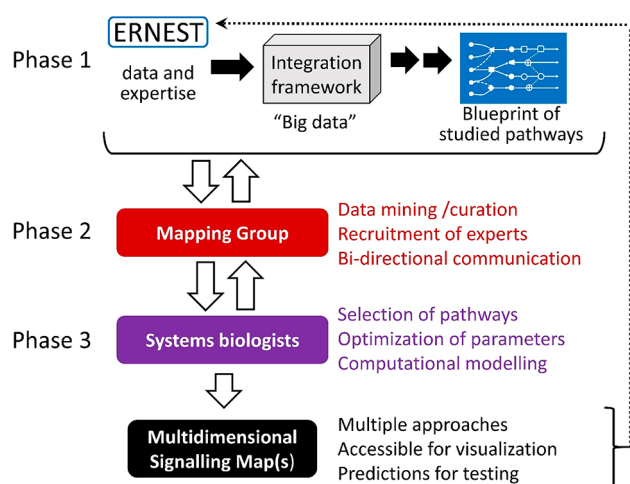 ERNEST
Phase 1
data and
expertise
Integration
framework
“Big data”
Blueprint of
studied pathways
Phase 2
Mapping Group
Data mining /curation
Recruitment of experts
Bi-directional communication
Phase 3
Systems biologists
Selection of pathways
Optimization of parameters
Computational modelling
Multidimensional
Signalling Map(s)
Multiple approaches
Accessible for visualization
Predictions for testing